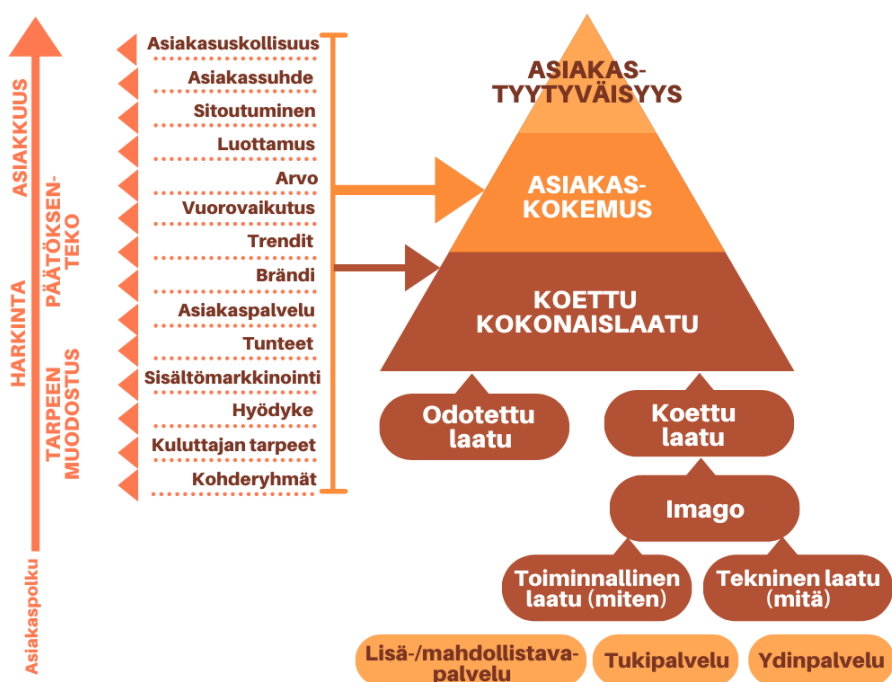 Asiakasuskollisuus
Asiakassuhde
Sitoutuminen
Luottamus
Arvo
Vuorovaikutus
Trendit
Brändi
Asiakaspalvelu
Tunteet
Sisältömarkkinointi
Hyödyke
Kuluttajan tarpeet
Kohderyhmät
ASIAKKUUS
PÄÄTÖKSEN-
TEKO
HARKINTA
TARPEEN
MUODOSTUS
Asiakaspolku
ASIAKAS-
TYYTYVÄISYYS
ASIAKAS-
KOKEMUS
KOETTU
KOKONAISLAATU
Odotettu
laatu
Koettu
laatu
Imago
Toiminnallinen
laatu (miten)
Tekninen laatu
(mitä)
Lisä-/mahdollistava-
palvelu
Tukipalvelu
Ydinpalvelu